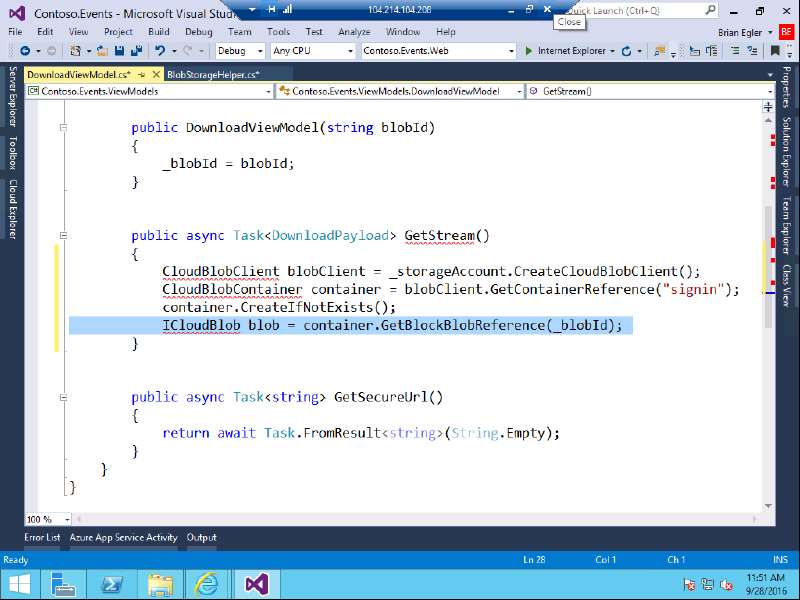 Contoso.Events - Microsoft Visual Stud
104.214.104.208
Quick Launch (Ctrl+Q)
Close
File Edit View Project Build Debug Team Tools Test Analyze Window Help
Brian Egler BE
Debug Any CPU Contoso.Events.Web Internet Explorer
DownloadViewModel.cs* BlobStorageHelper.cs*
Contoso.Events.ViewModels Contoso.Events.ViewModels.DownloadViewModel GetStream()
Server Explorer
Toolbox
Cloud Explorer
public DownloadViewModel(string blobId)
{
_blobId = blobId;
}
public async Task<DownloadPayload> GetStream()
{
CloudBlobClient blobClient = _storageAccount.CreateCloudBlobClient();
CloudBlobContainer container = blobClient.GetContainerReference("signin");
container.CreateIfNotExists();
ICloudBlob blob = container.GetBlockBlobReference(_blobId);
}
public async Task<string> GetSecureUrl()
{
return await Task.FromResult<string>(String.Empty);
}
}
}
Properties
Solution Explorer
Team Explorer
Class View
100 %
Error List Azure App Service Activity Output
Ready Ln 28 Col 1 Ch 1 INS
11:51 AM
9/28/2016